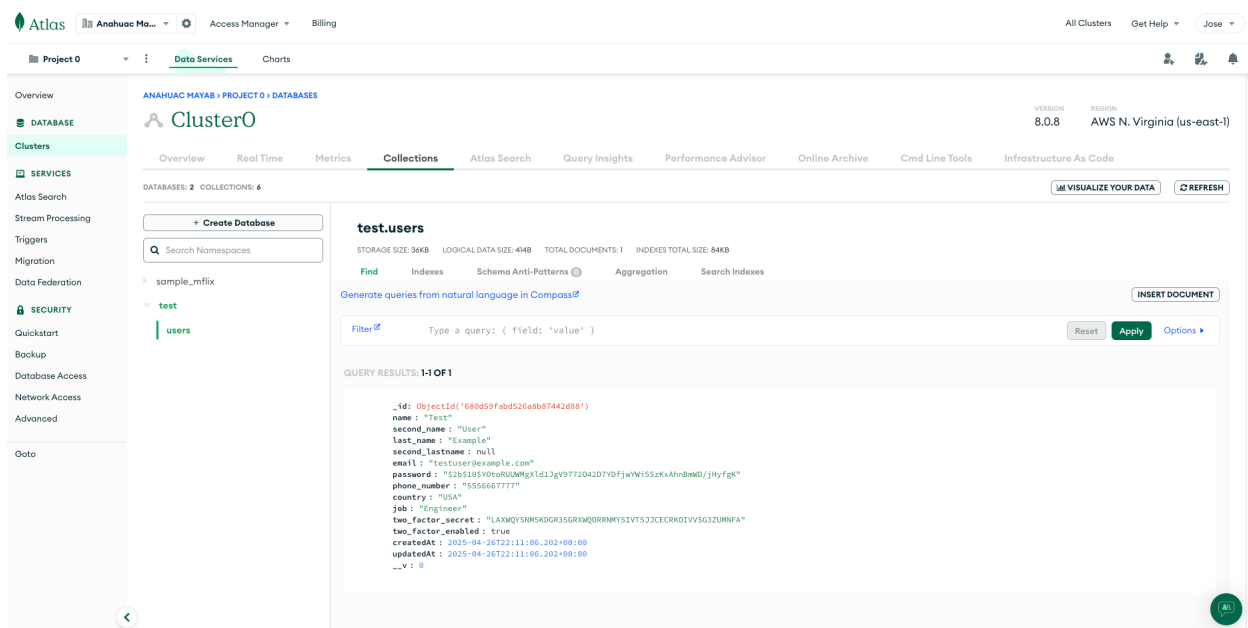 Atlas Anahuac Ma... Access Manager Billing All Clusters Get Help Jose
Project 0 Data Services Charts
Overview
DATABASE
Clusters
SERVICES
Atlas Search
Stream Processing
Triggers
Migration
Data Federation
SECURITY
Quickstart
Backup
Database Access
Network Access
Advanced
Goto
ANAHUAC MAYAB > PROJECT 0 > DATABASES
Cluster0
VERSION REGION
8.0.8 AWS N. Virginia (us-east-1)
Overview Real Time Metrics Collections Atlas Search Query Insights Performance Advisor Online Archive Cmd Line Tools Infrastructure As Code
DATABASES: 2 COLLECTIONS: 6 VISUALIZE YOUR DATA REFRESH
+ Create Database
Search Namespaces
sample_mflix
test
users
test.users
STORAGE SIZE: 36KB LOGICAL DATA SIZE: 414B TOTAL DOCUMENTS: 1 INDEXES TOTAL SIZE: 84KB
Find Indexes Schema Anti-Patterns 0 Aggregation Search Indexes
Generate queries from natural language in Compass INSERT DOCUMENT
Filter Type a query: { field: 'value' } Reset Apply Options
QUERY RESULTS: 1-1 OF 1
_id: ObjectId('680d59fabd526a8b87442d88')
name : "Test"
second_name : "User"
last_name : "Example"
second_lastname : null
email : "testuser@example.com"
password : "$2b$10$YOtoRUUWMgXld1JgV9772O42D7YDfjwYWi5SzKxAhnBmWD/jHyfgK"
phone_number : "5556667777"
country : "USA"
job : "Engineer"
two_factor_secret : "LAXWQYSNM5KDGR35GRXWQORRNMYSIVT5JJCECRKOIVVSG3ZUMNFA"
two_factor_enabled : true
createdAt : 2025-04-26T22:11:06.202+00:00
updatedAt : 2025-04-26T22:11:06.202+00:00
__v : 0